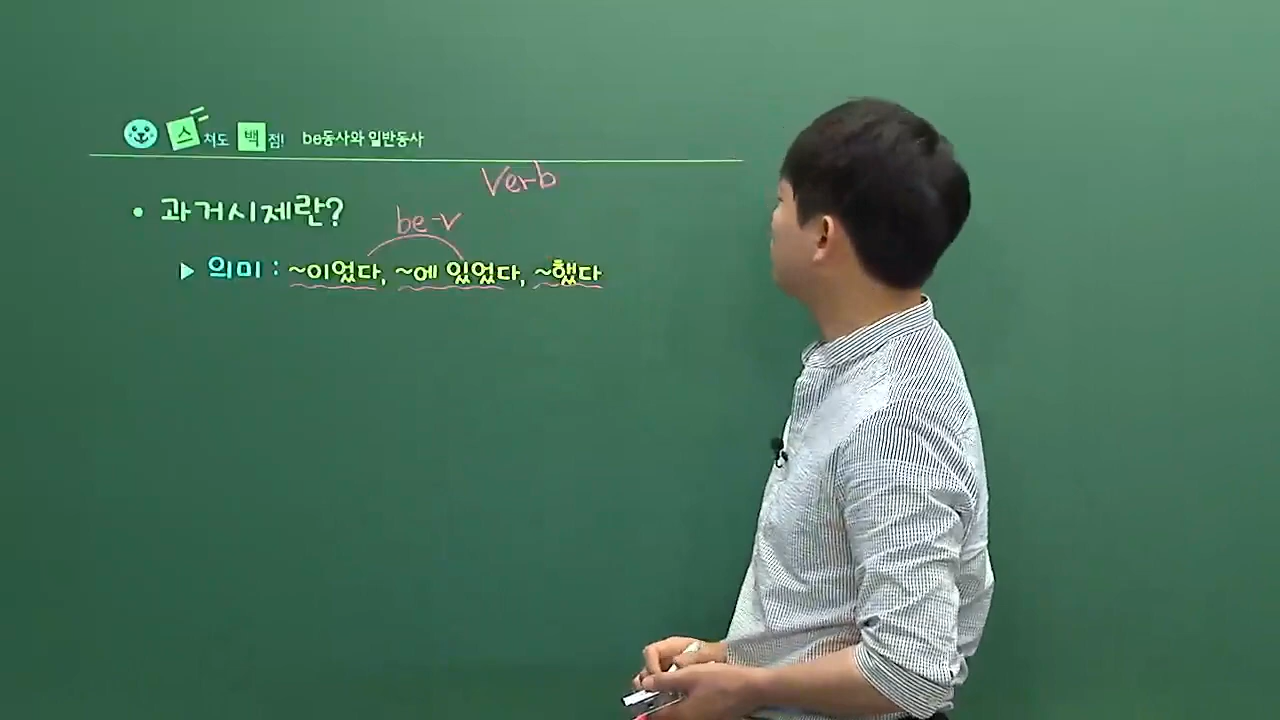 스쳐도 백점! be동사와 일반동사
Verb
• 과거시제란?
be-v
▶ 의미 : ~이었다, ~에 있었다, ~했다